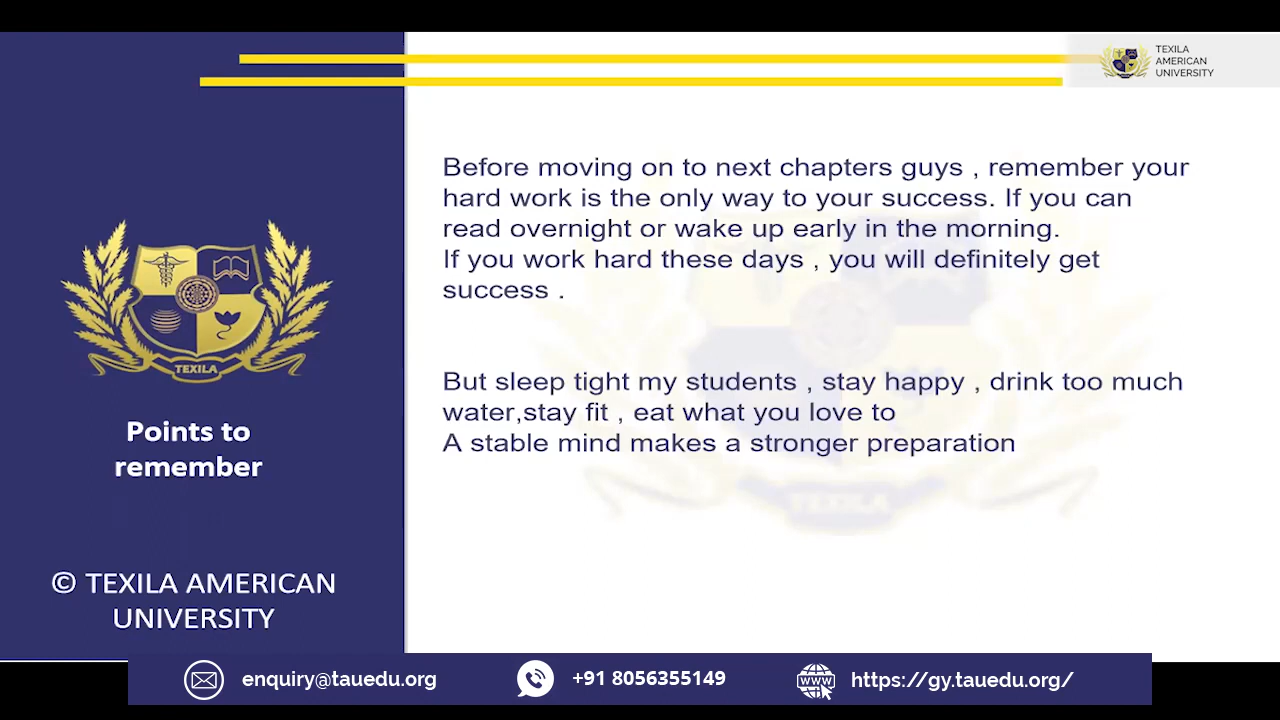 TEXILA
AMERICAN
UNIVERSITY
Before moving on to next chapters guys , remember your
hard work is the only way to your success. If you can
read overnight or wake up early in the morning.
If you work hard these days , you will definitely get
success .
But sleep tight my students , stay happy , drink too much
water,stay fit , eat what you love to
A stable mind makes a stronger preparation
TEXILA
TEXILA
Points to
remember
© TEXILA AMERICAN
UNIVERSITY
enquiry@tauedu.org
+91 8056355149
WWW
https://gy.tauedu.org/